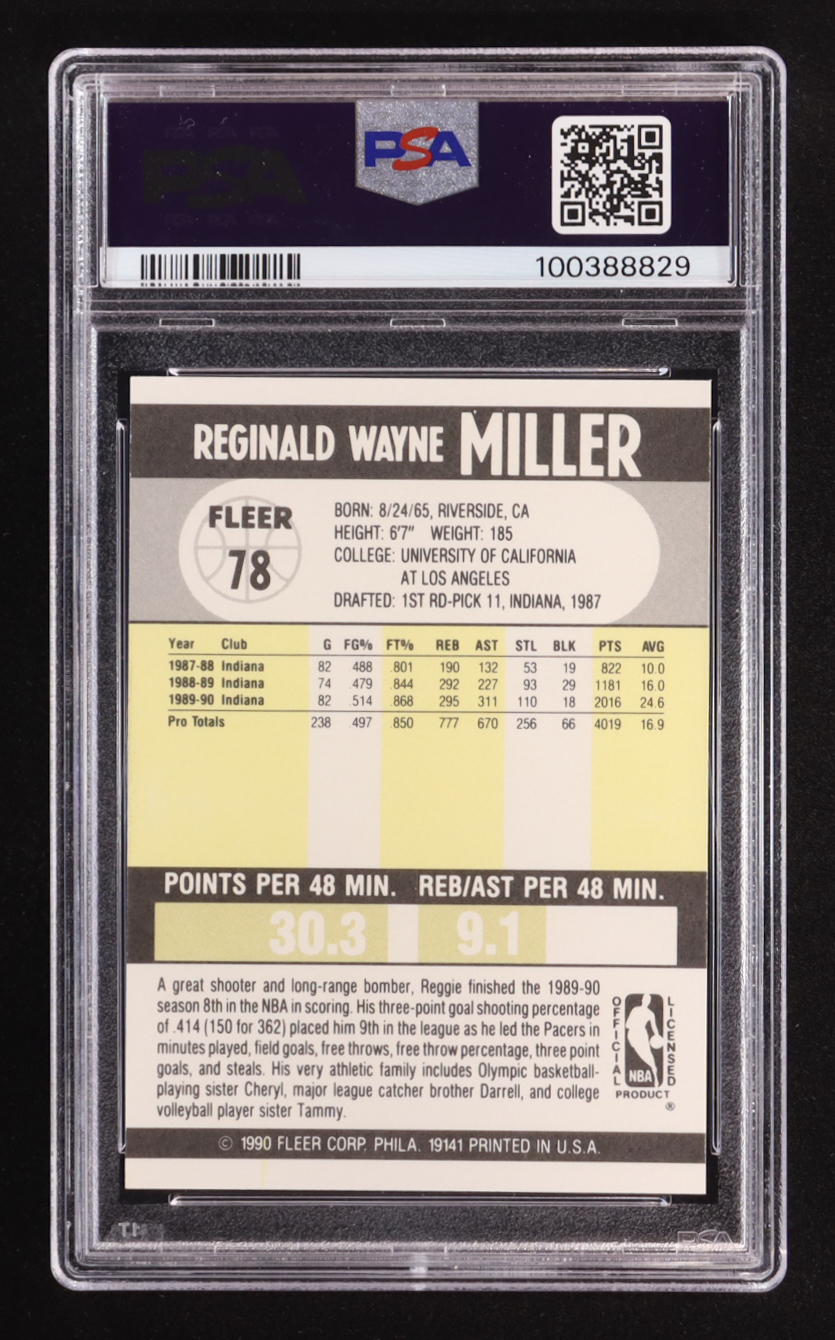 PSA
100388829
REGINALD WAYNE MILLER
FLEER
78
BORN: 8/24/65, RIVERSIDE, CA
HEIGHT: 6'7" WEIGHT: 185
COLLEGE: UNIVERSITY OF CALIFORNIA
AT LOS ANGELES
DRAFTED: 1ST RD-PICK 11, INDIANA, 1987
Year Club G FG% FT% REB AST STL BLK PTS AVG
1987-88 Indiana 82 .488 .801 190 132 53 19 822 10.0
1988-89 Indiana 74 .479 .844 292 227 93 29 1181 16.0
1989-90 Indiana 82 .514 .868 295 311 110 18 2016 24.6
Pro Totals 238 .497 .850 777 670 256 66 4019 16.9
POINTS PER 48 MIN. REB/AST PER 48 MIN.
30.3 9.1
A great shooter and long-range bomber, Reggie finished the 1989-90
season 8th in the NBA in scoring. His three-point goal shooting percentage
of .414 (150 for 362) placed him 9th in the league as he led the Pacers in
minutes played, field goals, free throws, free throw percentage, three point
goals, and steals. His very athletic family includes Olympic basketball-
playing sister Cheryl, major league catcher brother Darrell, and college
volleyball player sister Tammy.
OFFICIAL LICENSED
NBA
PRODUCT
®
© 1990 FLEER CORP. PHILA. 19141 PRINTED IN U.S.A.
PSA